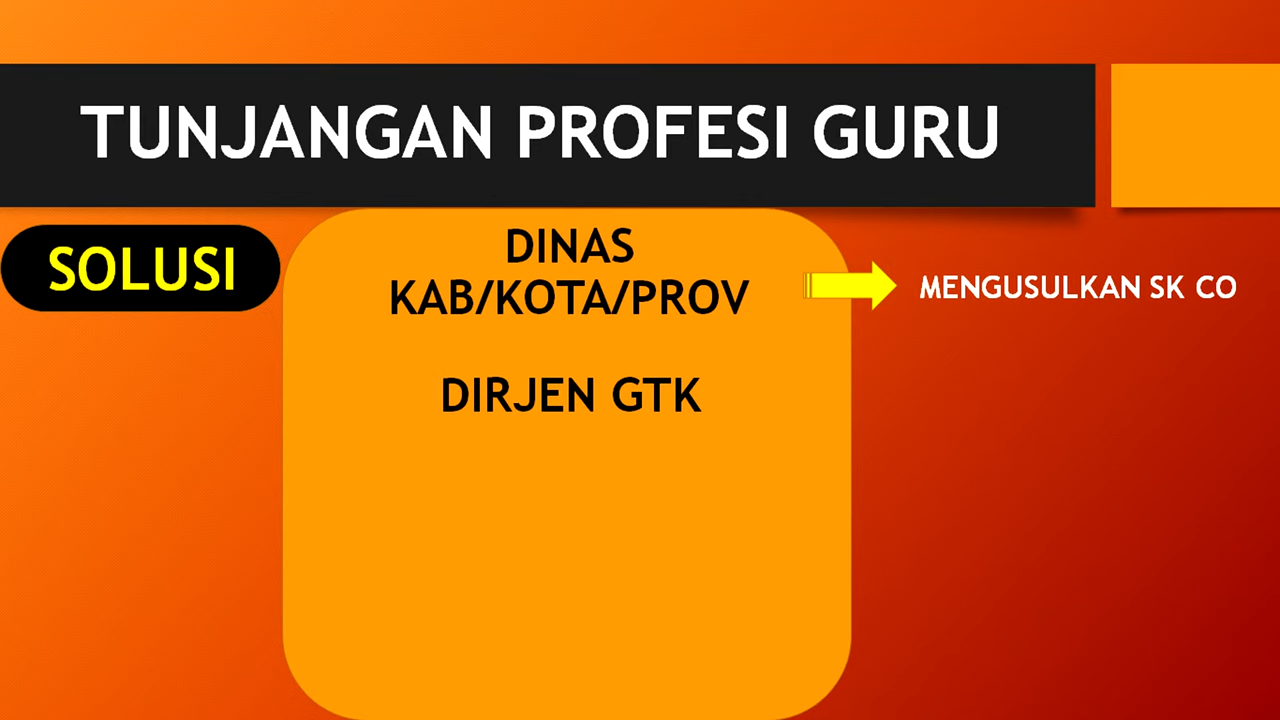 TUNJANGAN PROFESI GURU
SOLUSI
DINAS
KAB/KOTA/PROV
MENGUSULKAN SK CO
DIRJEN GTK